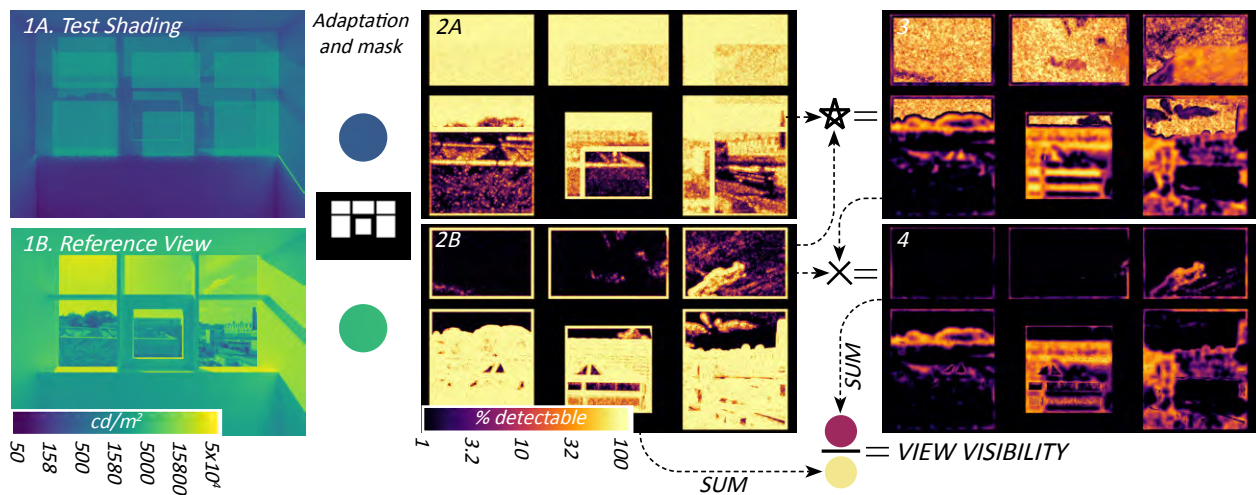 1A. Test Shading
Adaptation
and mask
2A
3
1B. Reference View
2B
4
cd/m²
50
158
500
15800
5000
15800
5x10⁴
% detectable
1
3.2
10
32
100
SUM
SUM
= VIEW VISIBILITY